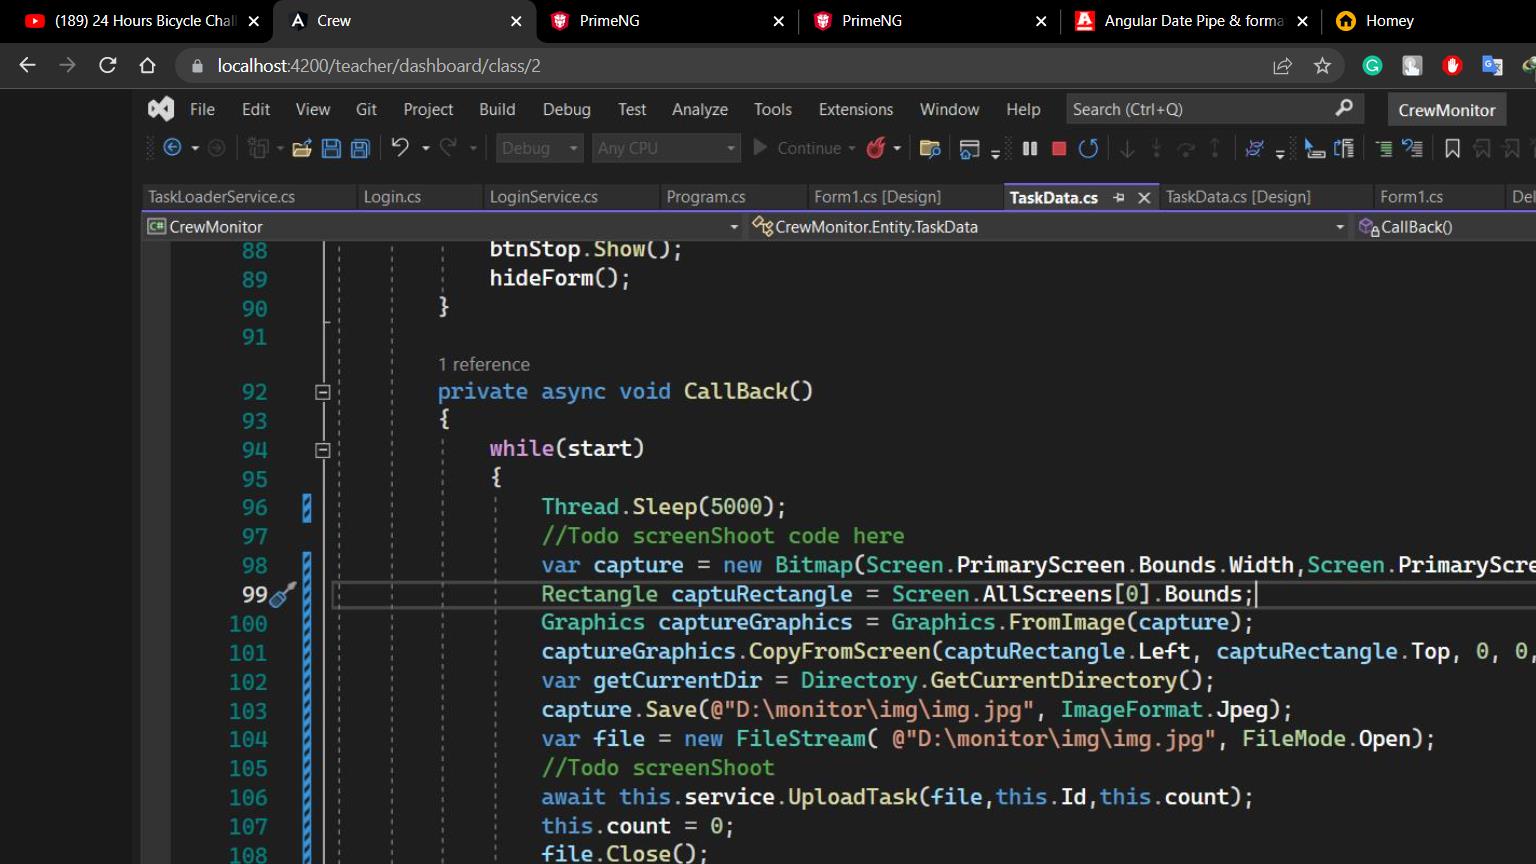 (189) 24 Hours Bicycle Chal
Crew
PrimeNG
PrimeNG
Angular Date Pipe & forma
Homey
localhost:4200/teacher/dashboard/class/2
File Edit View Git Project Build Debug Test Analyze Tools Extensions Window Help Search (Ctrl+Q) CrewMonitor
Debug Any CPU Continue
TaskLoaderService.cs Login.cs LoginService.cs Program.cs Form1.cs [Design] TaskData.cs TaskData.cs [Design] Form1.cs
C# CrewMonitor CrewMonitor.Entity.TaskData CallBack()
88 btnStop.Show();
89 hideForm();
90 }
91
1 reference
92 private async void CallBack()
93 {
94 while(start)
95 {
96 Thread.Sleep(5000);
97 //Todo screenShoot code here
98 var capture = new Bitmap(Screen.PrimaryScreen.Bounds.Width,Screen.PrimaryScre
99 Rectangle captuRectangle = Screen.AllScreens[0].Bounds;
100 Graphics captureGraphics = Graphics.FromImage(capture);
101 captureGraphics.CopyFromScreen(captuRectangle.Left, captuRectangle.Top, 0, 0,
102 var getCurrentDir = Directory.GetCurrentDirectory();
103 capture.Save(@"D:\monitor\img\img.jpg", ImageFormat.Jpeg);
104 var file = new FileStream( @"D:\monitor\img\img.jpg", FileMode.Open);
105 //Todo screenShoot
106 await this.service.UploadTask(file,this.Id,this.count);
107 this.count = 0;
108 file.Close();